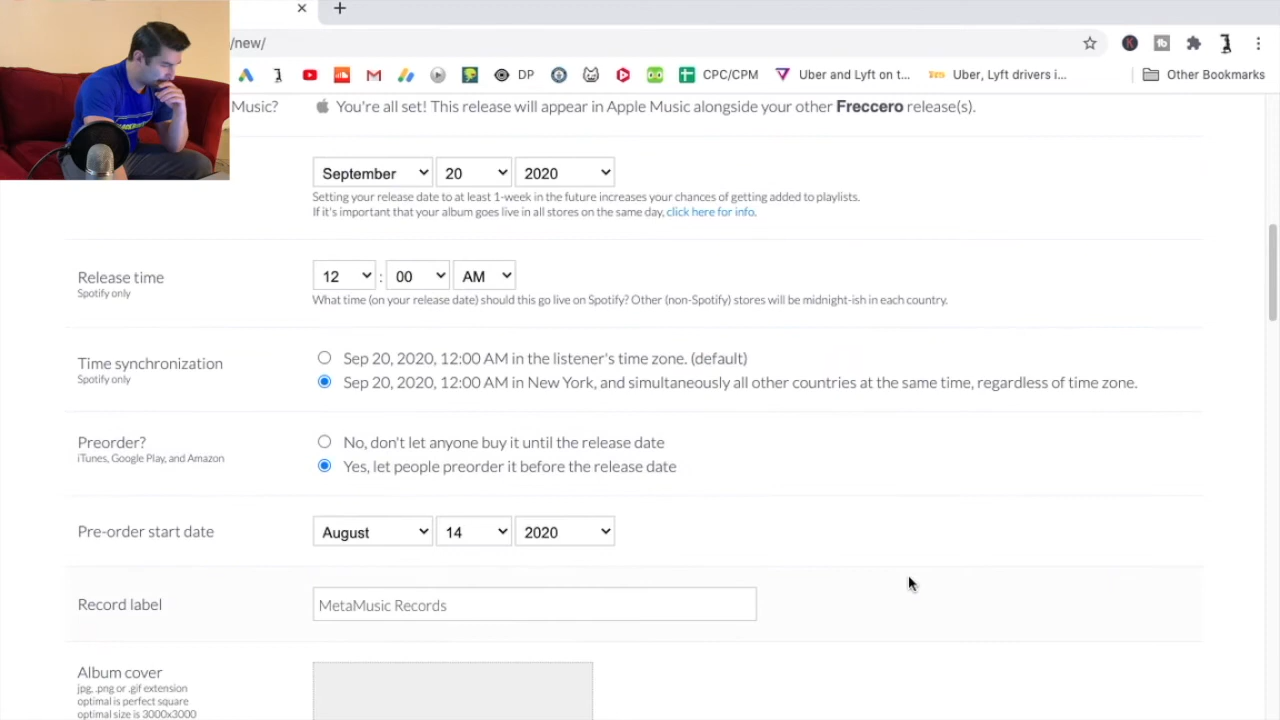 /new/
DP
CPC/CPM
Uber and Lyft on t...
Uber, Lyft drivers i...
Other Bookmarks
Music?
You're all set! This release will appear in Apple Music alongside your other Freccero release(s).
September 20 2020
Setting your release date to at least 1-week in the future increases your chances of getting added to playlists.
If it's important that your album goes live in all stores on the same day, click here for info.
Release time
Spotify only
12 : 00 AM
What time (on your release date) should this go live on Spotify? Other (non-Spotify) stores will be midnight-ish in each country.
Time synchronization
Spotify only
Sep 20, 2020, 12:00 AM in the listener's time zone. (default)
Sep 20, 2020, 12:00 AM in New York, and simultaneously all other countries at the same time, regardless of time zone.
Preorder?
iTunes, Google Play, and Amazon
No, don't let anyone buy it until the release date
Yes, let people preorder it before the release date
Pre-order start date
August 14 2020
Record label
MetaMusic Records
Album cover
jpg, .png or .gif extension
optimal is perfect square
optimal size is 3000x3000